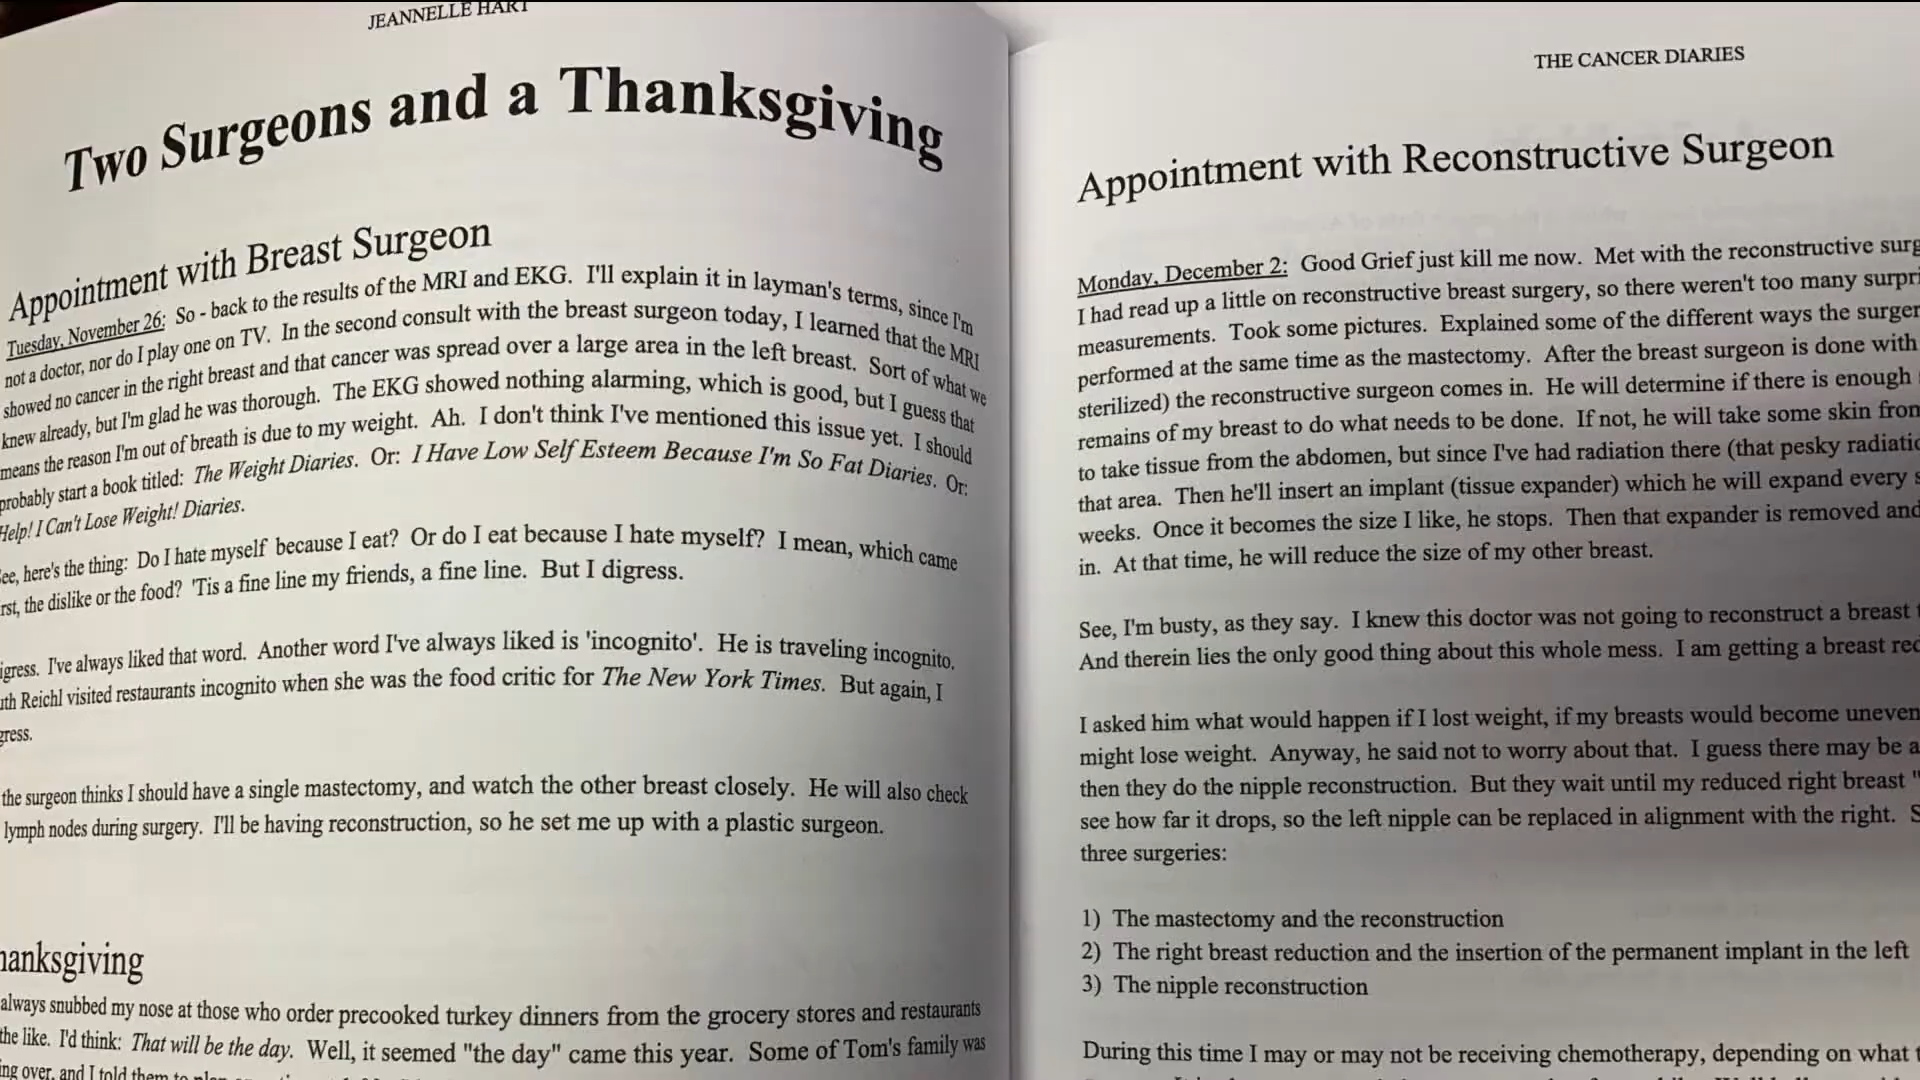 JEANNELLE HART
Two Surgeons and a Thanksgiving
Appointment with Breast Surgeon
Tuesday, November 26: So - back to the results of the MRI and EKG. I'll explain it in layman's terms, since I'm
not a doctor, nor do I play one on TV. In the second consult with the breast surgeon today, I learned that the MRI
showed no cancer in the right breast and that cancer was spread over a large area in the left breast. Sort of what we
knew already, but I'm glad he was thorough. The EKG showed nothing alarming, which is good, but I guess that
means the reason I'm out of breath is due to my weight. Ah. I don't think I've mentioned this issue yet. I should
probably start a book titled: The Weight Diaries. Or: I Have Low Self Esteem Because I'm So Fat Diaries. Or:
Help! I Can't Lose Weight! Diaries.
ee, here's the thing: Do I hate myself because I eat? Or do I eat because I hate myself? I mean, which came
rst, the dislike or the food? 'Tis a fine line my friends, a fine line. But I digress.
igress. I've always liked that word. Another word I've always liked is 'incognito'. He is traveling incognito.
uth Reichl visited restaurants incognito when she was the food critic for The New York Times. But again, I
gress.
the surgeon thinks I should have a single mastectomy, and watch the other breast closely. He will also check
lymph nodes during surgery. I'll be having reconstruction, so he set me up with a plastic surgeon.
hanksgiving
always snubbed my nose at those who order precooked turkey dinners from the grocery stores and restaurants
the like. I'd think: That will be the day. Well, it seemed "the day" came this year. Some of Tom's family was
ing over, and I told them to
THE CANCER DIARIES
Appointment with Reconstructive Surgeon
Monday, December 2: Good Grief just kill me now. Met with the reconstructive surg
I had read up a little on reconstructive breast surgery, so there weren't too many surpri
measurements. Took some pictures. Explained some of the different ways the surger
performed at the same time as the mastectomy. After the breast surgeon is done with
sterilized) the reconstructive surgeon comes in. He will determine if there is enough
remains of my breast to do what needs to be done. If not, he will take some skin from
to take tissue from the abdomen, but since I've had radiation there (that pesky radiatio
that area. Then he'll insert an implant (tissue expander) which he will expand every s
weeks. Once it becomes the size I like, he stops. Then that expander is removed and
in. At that time, he will reduce the size of my other breast.
See, I'm busty, as they say. I knew this doctor was not going to reconstruct a breast t
And therein lies the only good thing about this whole mess. I am getting a breast red
I asked him what would happen if I lost weight, if my breasts would become uneven
might lose weight. Anyway, he said not to worry about that. I guess there may be a
then they do the nipple reconstruction. But they wait until my reduced right breast "
see how far it drops, so the left nipple can be replaced in alignment with the right. S
three surgeries:
1) The mastectomy and the reconstruction
2) The right breast reduction and the insertion of the permanent implant in the left
3) The nipple reconstruction
During this time I may or may not be receiving chemotherapy, depending on what t